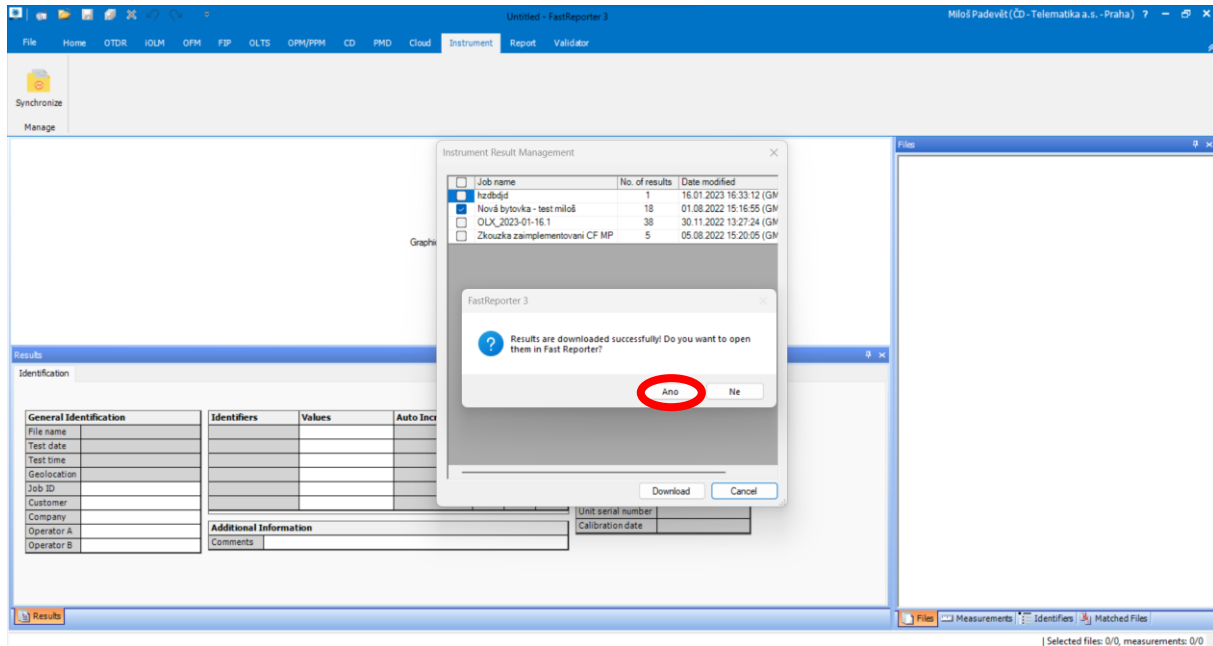 Untitled - FastReporter 3
Miloš Padevět (ČD - Telematika a.s. - Praha) ?
File Home OTDR iOLM OFM FIP OLTS OPM/PPM CD PMD Cloud Instrument Report Validator
Synchronize
Manage
Files
Instrument Result Management
Job name No. of results Date modified
hzdbdjd 1 16.01.2023 16:33:12 (GM
Nová bytovka - test miloš 18 01.08.2022 15:16:55 (GM
OLX_2023-01-16.1 38 30.11.2022 13:27:24 (GM
Zkouzka zaimplementovani CF MP 5 05.08.2022 15:20:05 (GM
Graphi
FastReporter 3
Results are downloaded successfully! Do you want to open
them in Fast Reporter?
Ano Ne
Download Cancel
Results
Identification
General Identification
File name
Test date
Test time
Geolocation
Job ID
Customer
Company
Operator A
Operator B
Identifiers Values Auto Incr
Additional Information
Comments
Unit serial number
Calibration date
Results
Files Measurements Identifiers Matched Files
Selected files: 0/0, measurements: 0/0